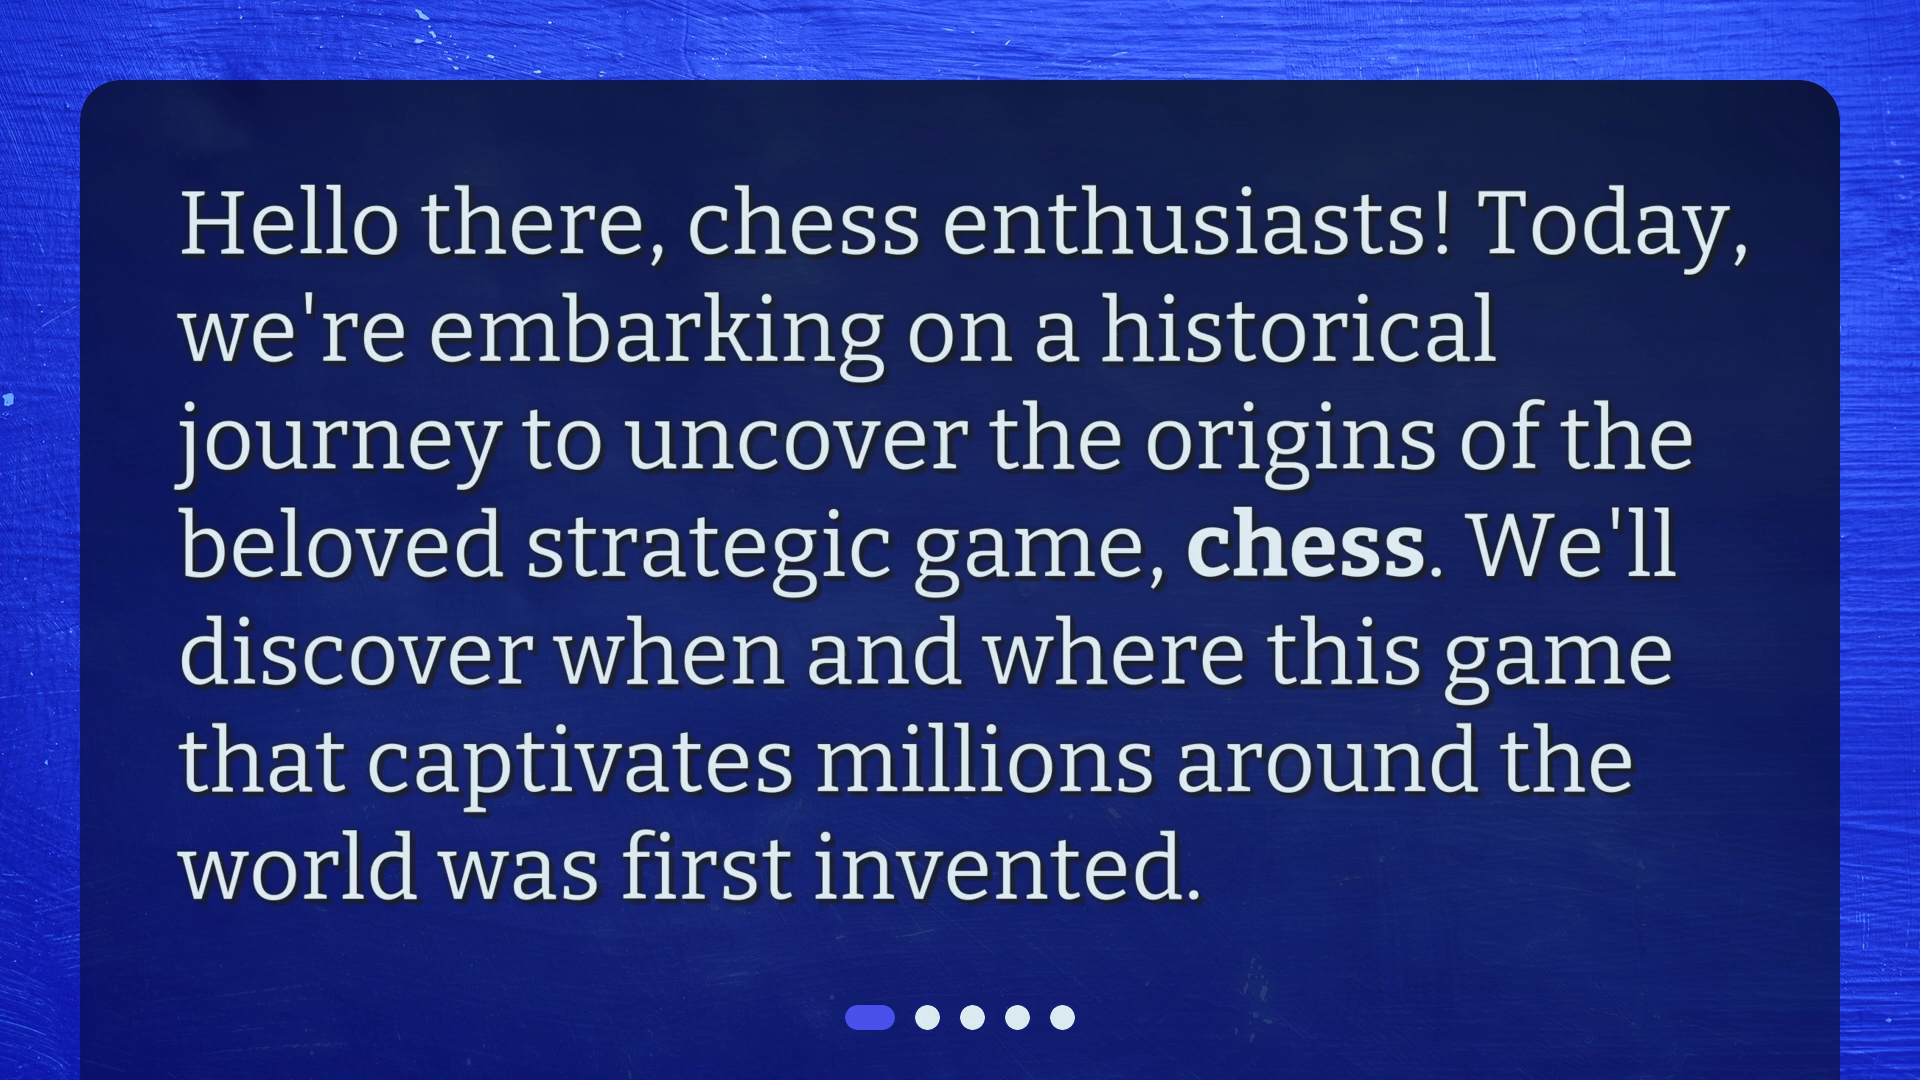 Hello there, chess enthusiasts! Today,
we're embarking on a historical
journey to uncover the origins of the
beloved strategic game, chess. We'll
discover when and where this game
that captivates millions around the
world was first invented.